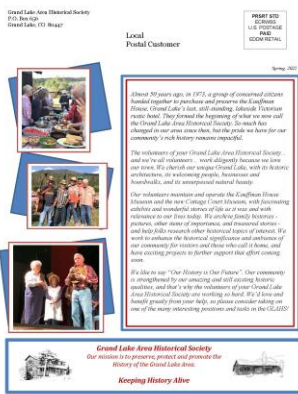 Grand Lake Area Historical Society
P.O. Box 656
Grand Lake, CO 80447
PRSRT STD
ECRWSS
U.S. POSTAGE
PAID
EDDM RETAIL
Local
Postal Customer
Spring, 2021
Almost 50 years ago, in 1973, a group of concerned citizens
banded together to purchase and preserve the Kauffman
House, Grand Lake's last, still-standing, lakeside Victorian
rustic hotel. They formed the beginning of what we now call
the Grand Lake Area Historical Society. So much has
changed in our area since then, but the pride we have for our
community's rich history remains impactful.
The volunteers of your Grand Lake Area Historical Society
and we're all volunteers .. work diligently because we love
our town. We cherish our unique Grand Lake, with its historic
architecture, its welcoming people, businesses and
boardwalks, and its unsurpassed natural beauty.
Our volunteers maintain and operate the Kauffman House
Museum and the new Cottage Court Museum, with fascinating
exhibits and wonderful stories of life as it was and with
relevance to our lives today. We archive family histories -
pictures, other items of importance, and treasured stories -
and help folks research other historical topics of interest. We
work to enhance the historical significance and ambiance of
our community for visitors and those who call it home, and
have exciting projects to further support that effort coming
soon.
We like to say "Our History is Our Future". Our community
is strengthened by our amazing and still existing historic
qualities, and that's why the volunteers of your Grand Lake
Area Historical Society are working so hard. We'd love and
benefit greatly from your help, so please consider taking on
one of the many interesting positions and tasks in the GLAHS!
Grand Lake Area Historical Society
Our mission is to preserve, protect and promote the
History of the Grand Lake Area.
Keeping History Alive